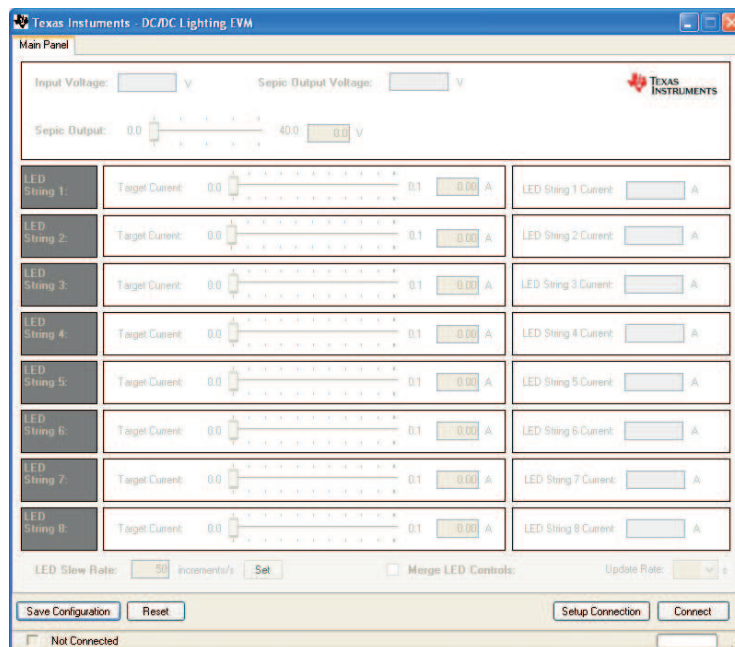 Texas Instuments - DC/DC Lighting EVM
Main Panel
Input Voltage: V Sepic Output Voltage: V
TEXAS
INSTRUMENTS
Sepic Output: 0.0 40.0 0.0 V
LED
String 1:
Target Current: 0.0 0.1 0.00 A
LED String 1 Current: A
LED
String 2:
Target Current: 0.0 0.1 0.00 A
LED String 2 Current: A
LED
String 3:
Target Current: 0.0 0.1 0.00 A
LED String 3 Current: A
LED
String 4:
Target Current: 0.0 0.1 0.00 A
LED String 4 Current: A
LED
String 5:
Target Current: 0.0 0.1 0.00 A
LED String 5 Current: A
LED
String 6:
Target Current: 0.0 0.1 0.00 A
LED String 6 Current: A
LED
String 7:
Target Current: 0.0 0.1 0.00 A
LED String 7 Current: A
LED
String 8:
Target Current: 0.0 0.1 0.00 A
LED String 8 Current: A
LED Slew Rate: 50 increments/s Set Merge LED Controls: Update Rate: s
Save Configuration Reset Setup Connection Connect
Not Connected